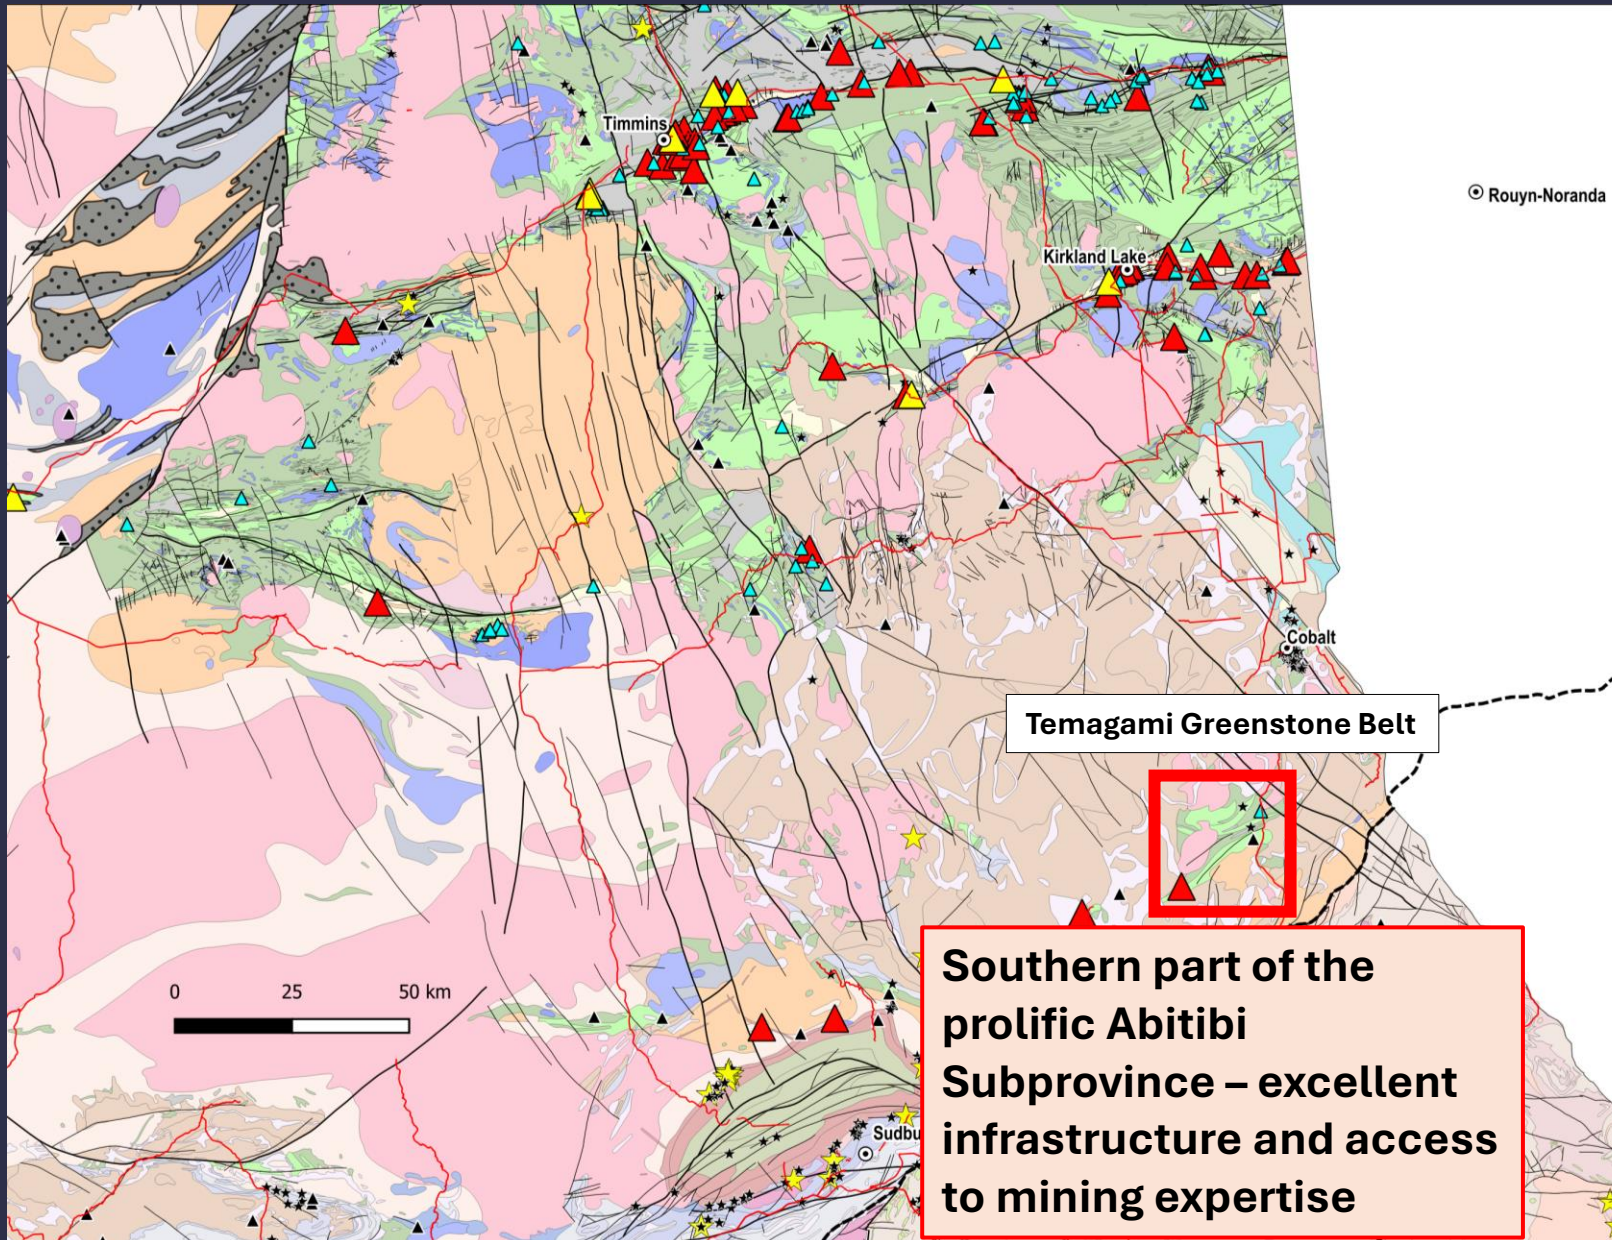 Timmins
Rouyn-Noranda
Kirkland Lake
Cobalt
Temagami Greenstone Belt
0 25 50 km
Southern part of the
prolific Abitibi
Subprovince – excellent
infrastructure and access
to mining expertise
Sudbu